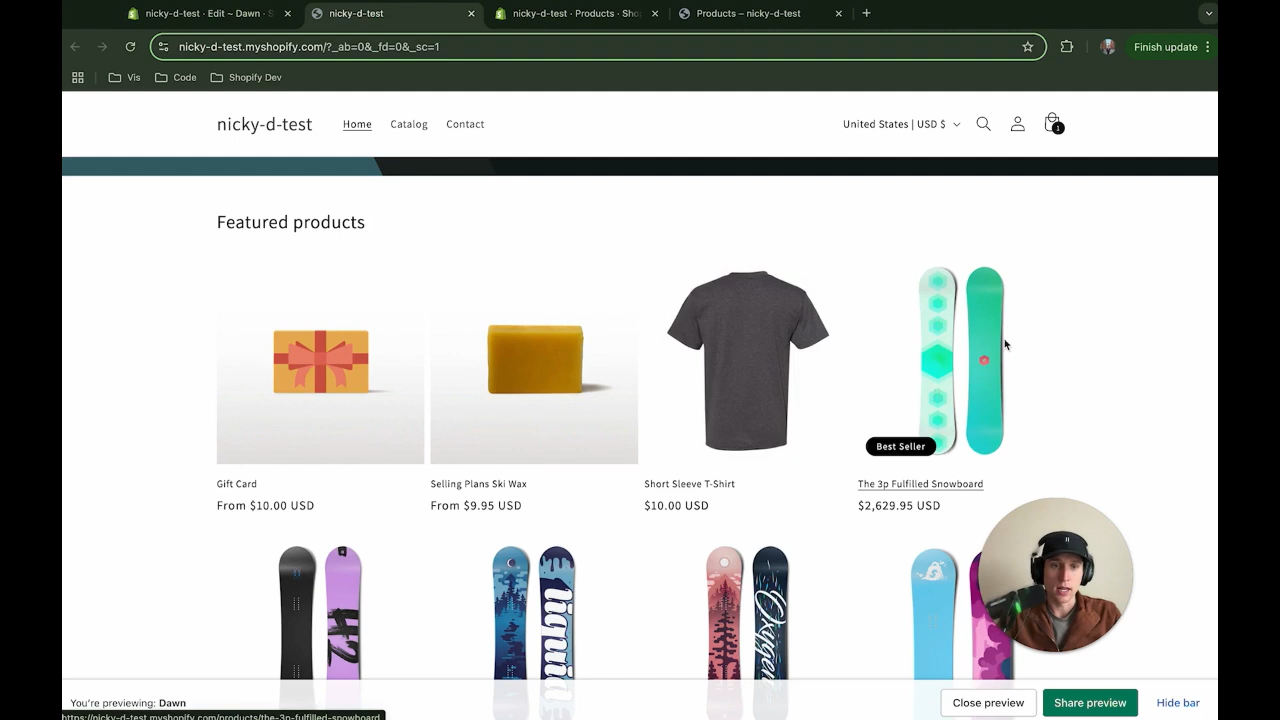 nicky-d-test · Edit ~ Dawn ~ S
nicky-d-test
nicky-d-test · Products · Sho
Products – nicky-d-test
nicky-d-test.myshopify.com/?_ab=0&_fd=0&_sc=1
Finish update
Vis
Code
Shopify Dev
nicky-d-test
Home
Catalog
Contact
United States | USD $
1
Featured products
Best Seller
Gift Card
Selling Plans Ski Wax
Short Sleeve T-Shirt
The 3p Fulfilled Snowboard
From $10.00 USD
From $9.95 USD
$10.00 USD
$2,629.95 USD
liquid
Oxygen
You're previewing: Dawn
Close preview
Share preview
Hide bar
https://nicky-d-test.myshopify.com/products/the-3p-fulfilled-snowboard